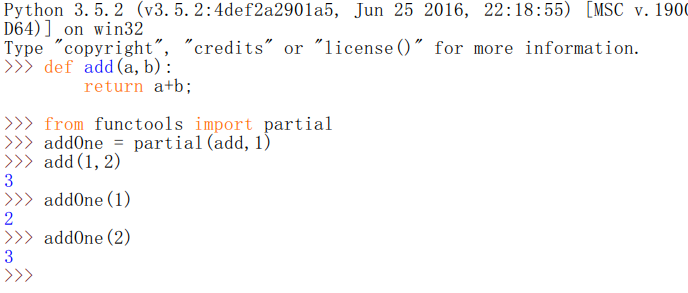 Python 3.5.2 (v3.5.2:4def2a2901a5, Jun 25 2016, 22:18:55) [MSC v.1900
D64)] on win32
Type "copyright", "credits" or "license()" for more information.
>>> def add(a,b):
        return a+b;

>>> from functools import partial
>>> addOne = partial(add,1)
>>> add(1,2)
3
>>> addOne(1)
2
>>> addOne(2)
3
>>>